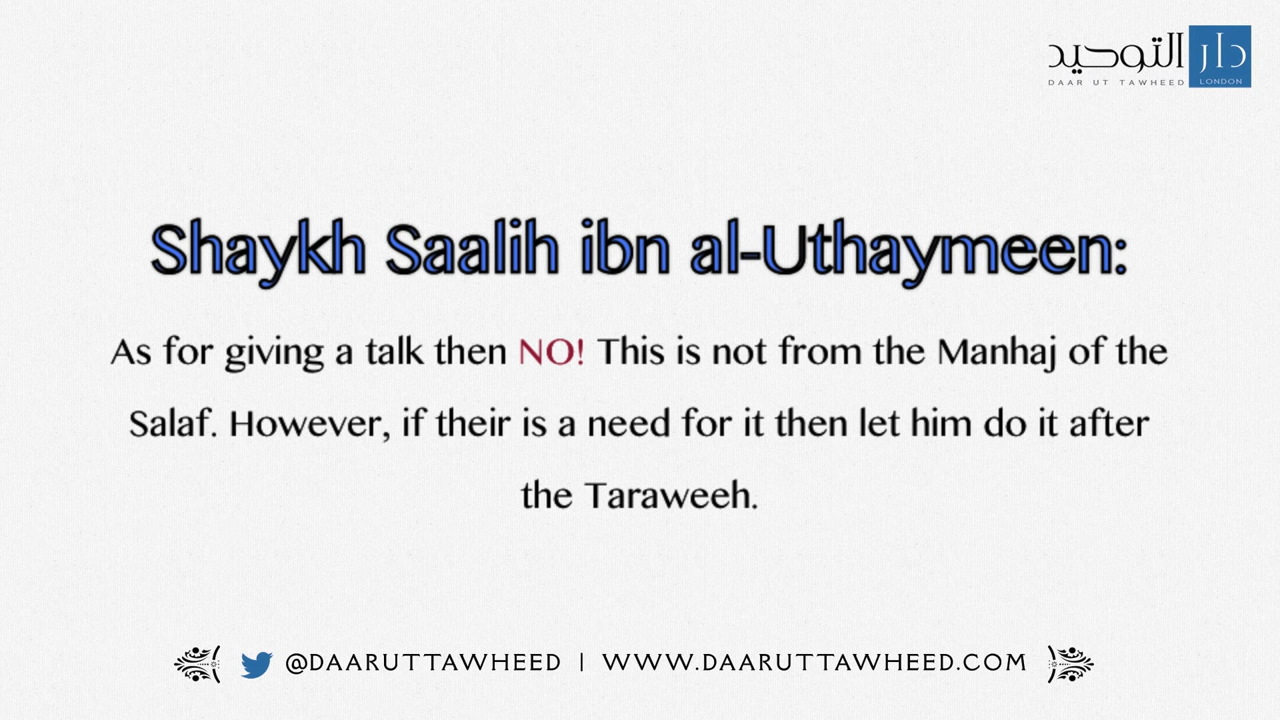 دار التوحيد
DAAR UT TAWHEED LONDON
Shaykh Saalih ibn al-Uthaymeen:
As for giving a talk then NO! This is not from the Manhaj of the
Salaf. However, if their is a need for it then let him do it after
the Taraweeh.
@DAARUTTAWHEED | WWW.DAARUTTAWHEED.COM